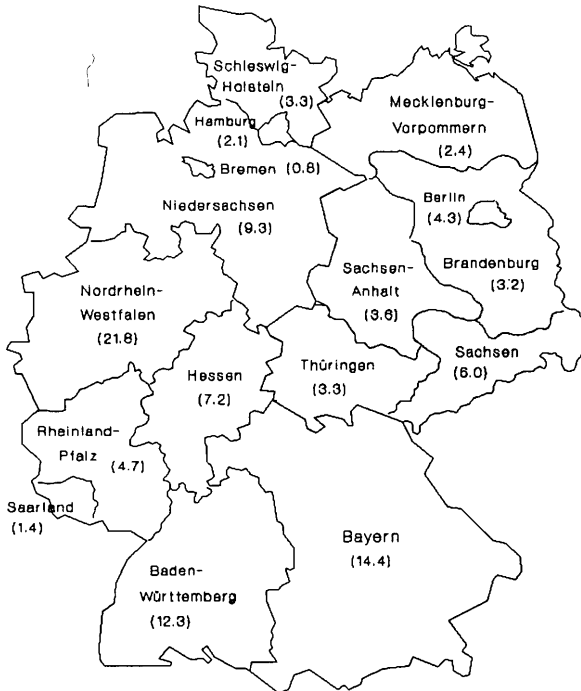 Schleswig-
Holstein
(3.3)
Mecklenburg-
Vorpommern
(2.4)
Hamburg
(2.1)
Bremen (0.8)
Niedersachsen
(9.3)
Berlin
(4.3)
Brandenburg
(3.2)
Sachsen-
Anhalt
(3.6)
Nordrhein-
Westfalen
(21.8)
Hessen
(7.2)
Thüringen
(3.3)
Sachsen
(6.0)
Rheinland-
Pfalz
(4.7)
Saarland
(1.4)
Bayern
(14.4)
Baden-
Württemberg
(12.3)